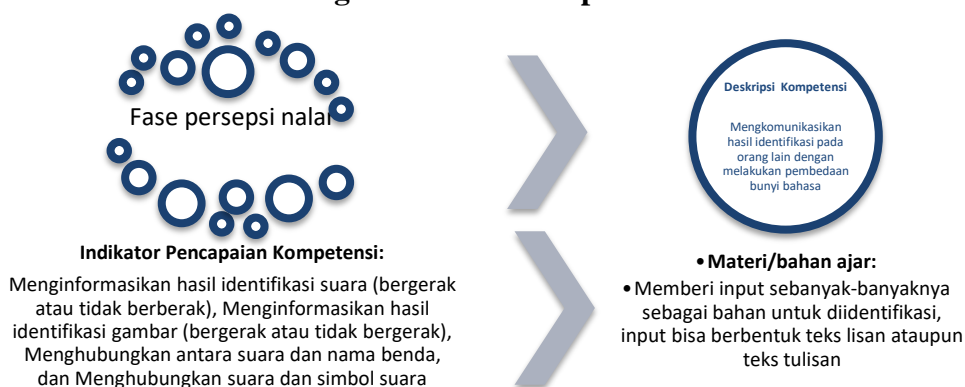 Fase persepsi nalar
Indikator Pencapaian Kompetensi:
Menginformasikan hasil identifikasi suara (bergerak
atau tidak berberak), Menginformasikan hasil
identifikasi gambar (bergerak atau tidak bergerak),
Menghubungkan antara suara dan nama benda,
dan Menghubungkan suara dan simbol suara
Deskripsi Kompetensi
Mengkomunikasikan
hasil identifikasi pada
orang lain dengan
melakukan pembedaan
bunyi bahasa
•Materi/bahan ajar:
•Memberi input sebanyak-banyaknya
sebagai bahan untuk diidentifikasi,
input bisa berbentuk teks lisan ataupun
teks tulisan